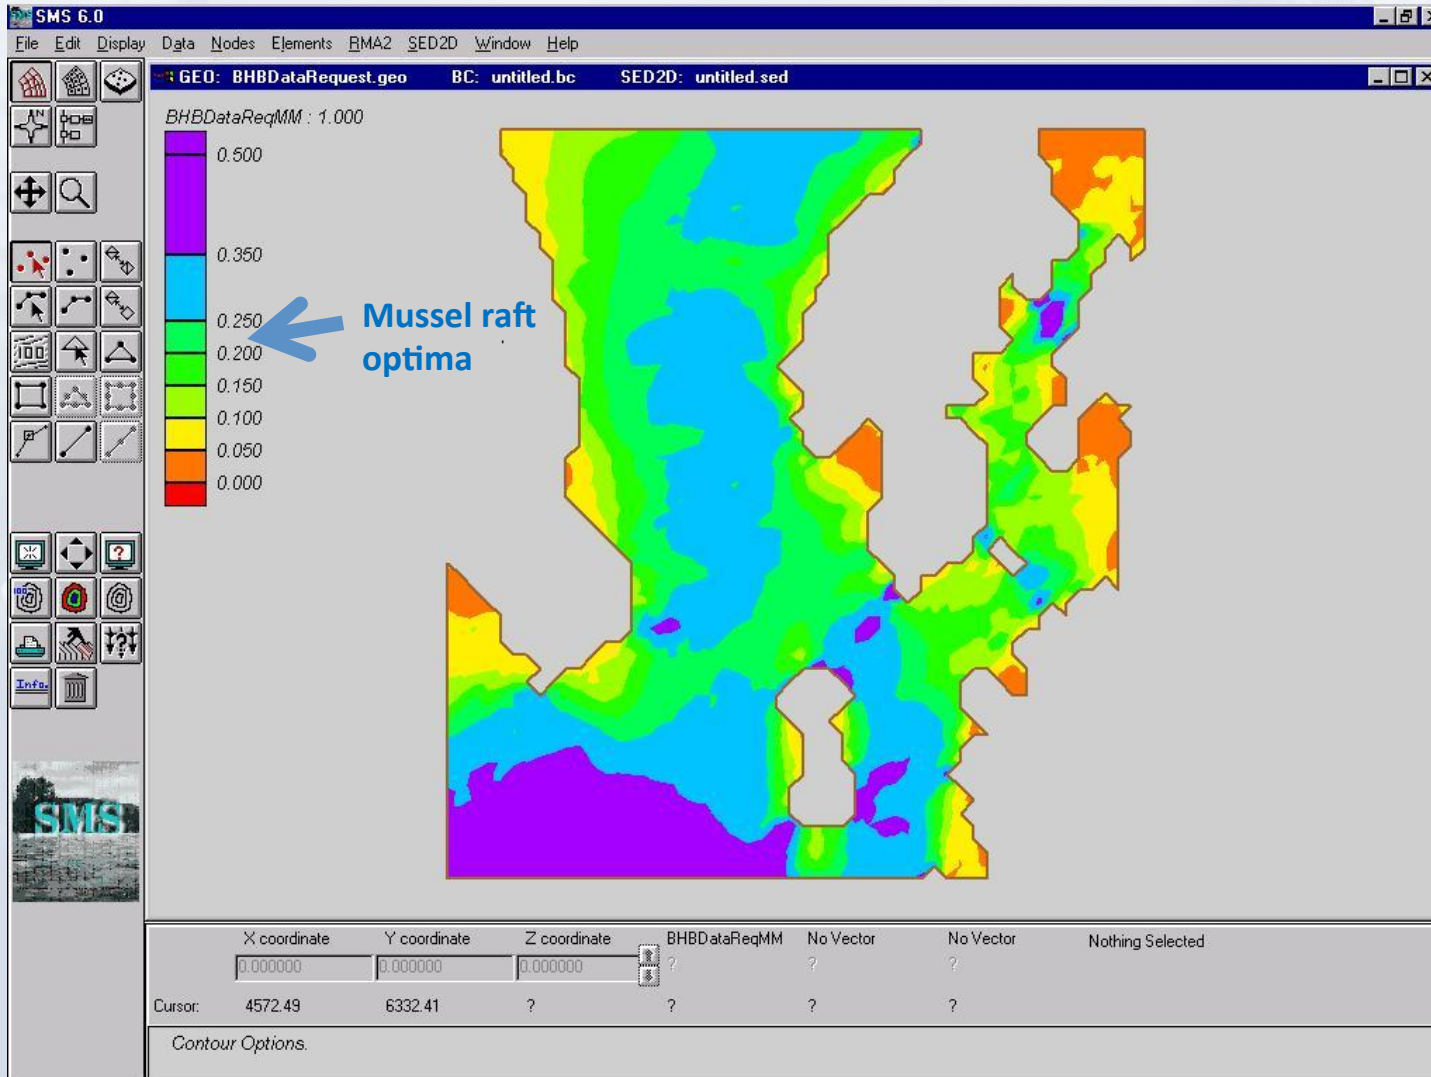 SMS 6.0
File Edit Display Data Nodes Elements RMA2 SED2D Window Help
GEO: BHBDataRequest.geo BC: untitled.bc SED2D: untitled.sed
BHBDataReqMM : 1.000
0.500
0.350
0.250
0.200
0.150
0.100
0.050
0.000
Mussel raft
optima
N
100
?
100
?
Info.
SMS
X coordinate Y coordinate Z coordinate BHBDataReqMM No Vector No Vector Nothing Selected
0.000000 0.000000 0.000000 ? ? ?
Cursor: 4572.49 6332.41 ? ? ? ?
Contour Options.